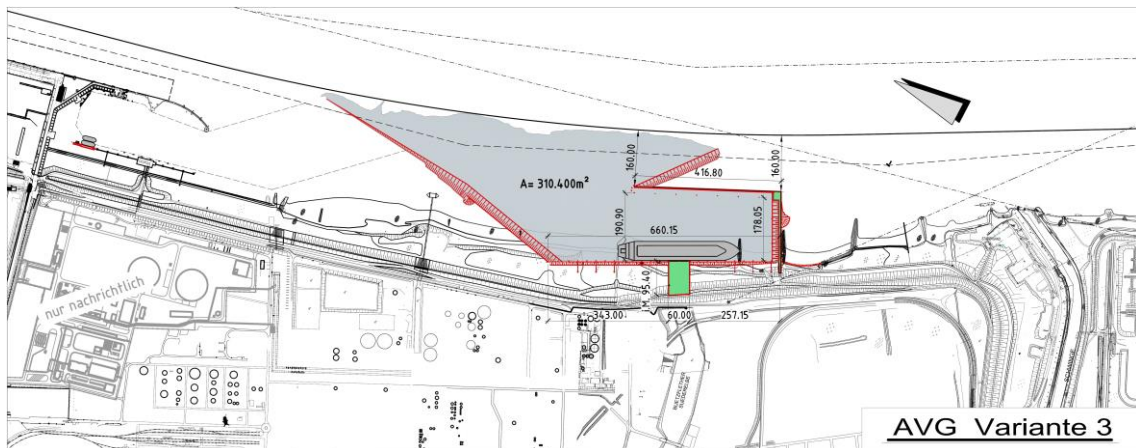 160.00
160.00
416.80
A= 310.400m²
190.90
178.05
660.15
M. 95.40
343.00
60.00
257.15
nur nachrichtlich
AVG Variante 3